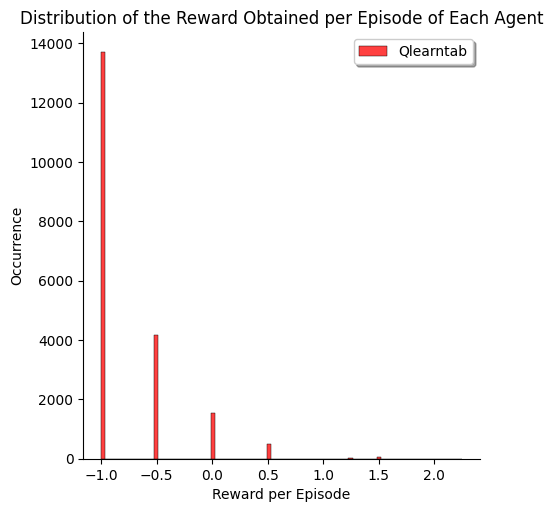 Distribution of the Reward Obtained per Episode of Each Agent
Qlearntab
14000
12000
10000
8000
6000
4000
2000
0
Occurrence
−1.0 −0.5 0.0 0.5 1.0 1.5 2.0
Reward per Episode